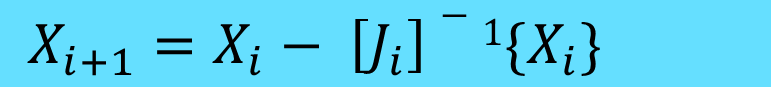 X_{i+1} = X_i − [J_i]^{−1}{X_i}